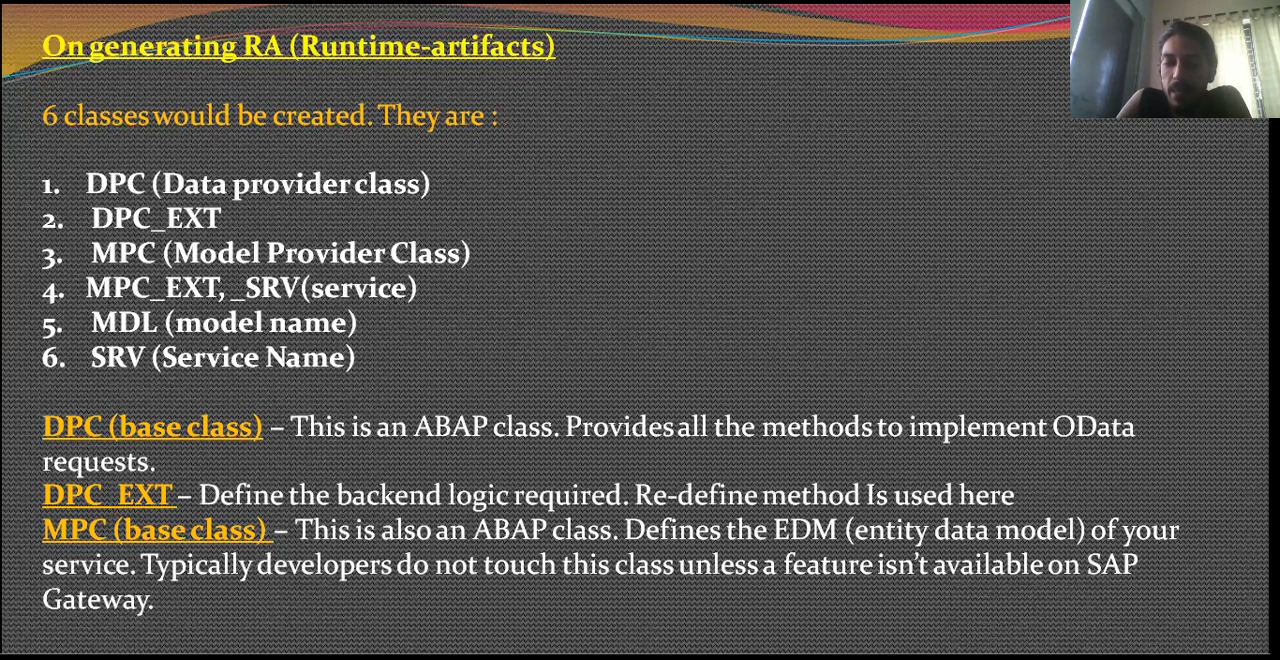 On generating RA (Runtime-artifacts)
6 classes would be created. They are :
1. DPC (Data provider class)
2. DPC_EXT
3. MPC (Model Provider Class)
4. MPC_EXT, _SRV(service)
5. MDL (model name)
6. SRV (Service Name)
DPC (base class) – This is an ABAP class. Provides all the methods to implement OData
requests.
DPC_EXT – Define the backend logic required. Re-define method Is used here
MPC (base class) – This is also an ABAP class. Defines the EDM (entity data model) of your
service. Typically developers do not touch this class unless a feature isn’t available on SAP
Gateway.